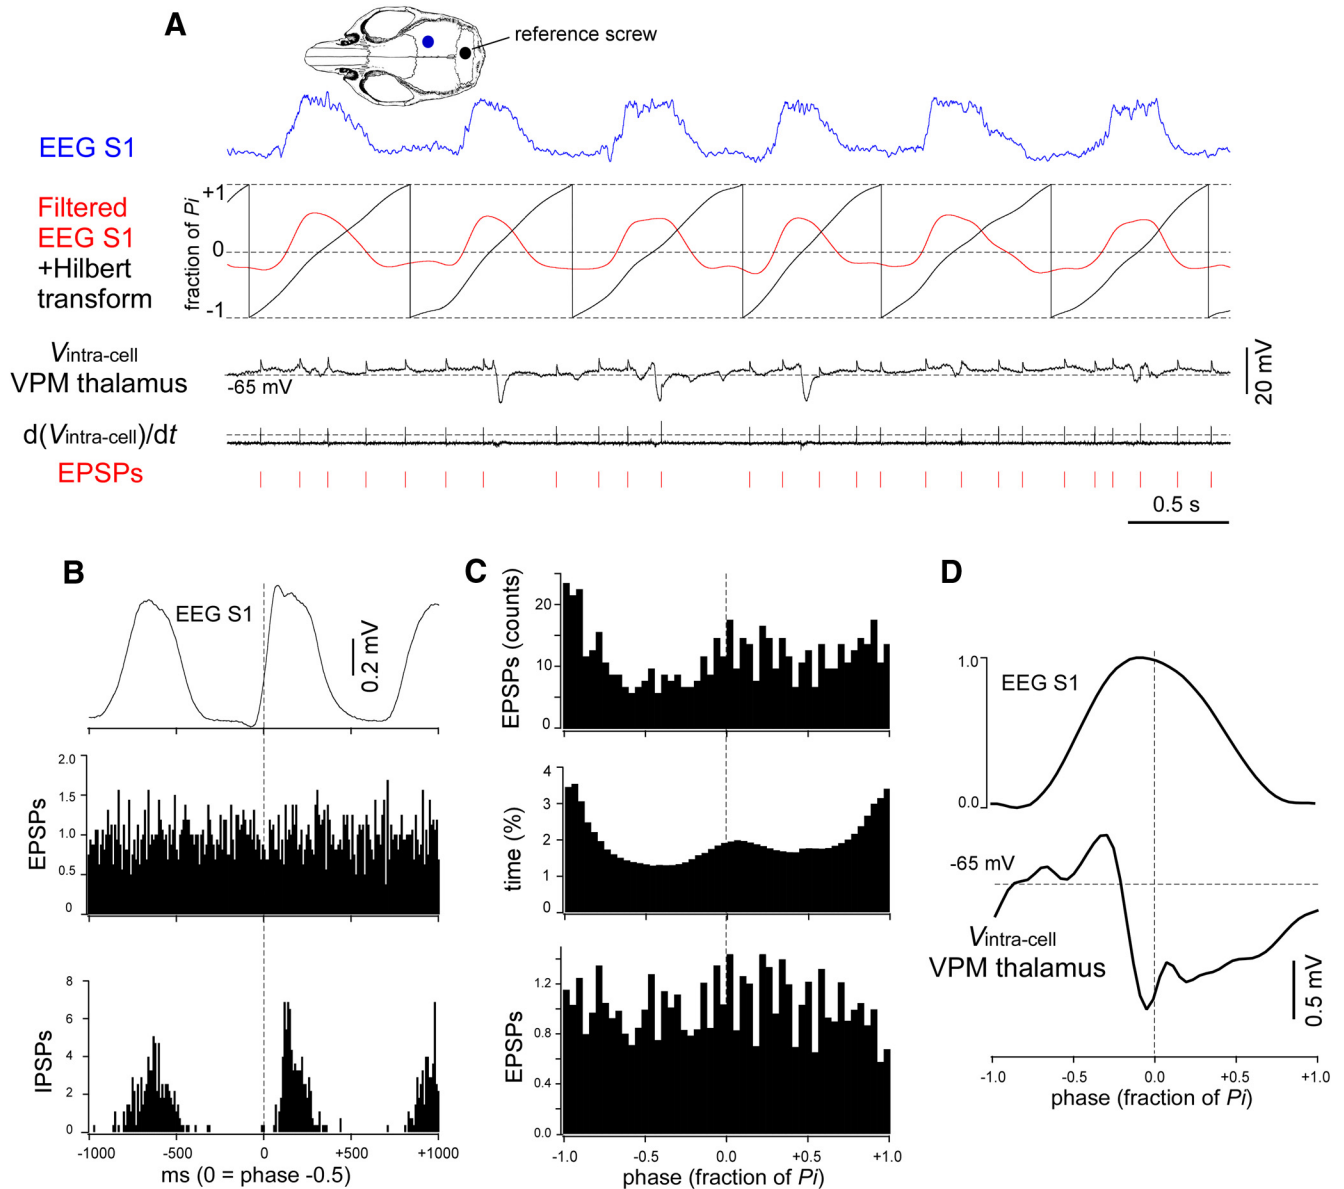 A
reference screw
EEG S1
Filtered
EEG S1
+Hilbert
transform
fraction of Pi
+1
0
-1
Vintra-cell
VPM thalamus
-65 mV
20 mV
d(Vintra-cell)/dt
EPSPs
0.5 s
B
EEG S1
0.2 mV
EPSPs
2.0
1.5
1.0
0.5
0
IPSPs
8
6
4
2
0
-1000 -500 0 +500 +1000
ms (0 = phase -0.5)
C
EPSPs (counts)
20
10
0
time (%)
4
3
2
1
0
EPSPs
1.2
0.8
0.4
0.0
-1.0 -0.5 0.0 +0.5 +1.0
phase (fraction of Pi)
D
1.0
EEG S1
0.0
-65 mV
Vintra-cell
VPM thalamus
0.5 mV
-1.0 -0.5 0.0 +0.5 +1.0
phase (fraction of Pi)